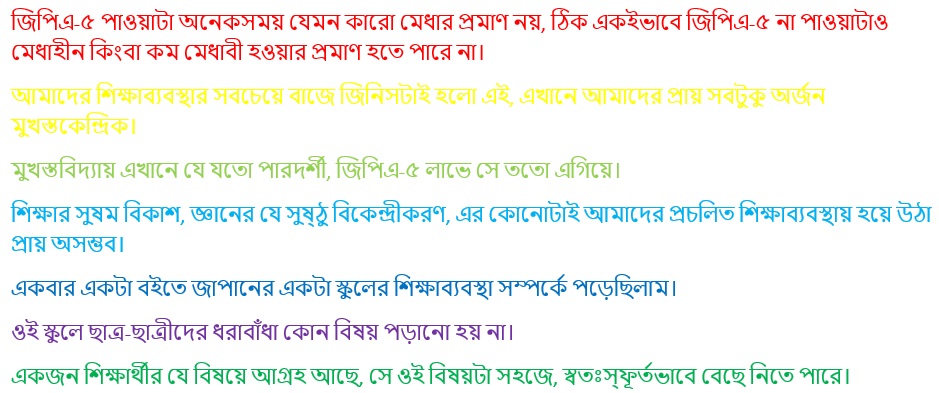 জিপিএ-৫ পাওয়াটা অনেকসময় যেমন কারো মেধার প্রমাণ নয়, ঠিক একইভাবে জিপিএ-৫ না পাওয়াটাও
মেধাহীন কিংবা কম মেধাবী হওয়ার প্রমাণ হতে পারে না।
আমাদের শিক্ষাব্যবস্থার সবচেয়ে বাজে জিনিসটাই হলো এই, এখানে আমাদের প্রায় সবটুকু অর্জন
মুখস্তকেন্দ্রিক।
মুখস্তবিদ্যায় এখানে যে যতো পারদর্শী, জিপিএ-৫ লাভে সে ততো এগিয়ে।
শিক্ষার সুষম বিকাশ, জ্ঞানের যে সুষ্ঠু বিকেন্দ্রীকরণ, এর কোনোটাই আমাদের প্রচলিত শিক্ষাব্যবস্থায় হয়ে উঠা
প্রায় অসম্ভব।
একবার একটা বইতে জাপানের একটা স্কুলের শিক্ষাব্যবস্থা সম্পর্কে পড়েছিলাম।
ওই স্কুলে ছাত্র-ছাত্রীদের ধরাবাঁধা কোন বিষয় পড়ানো হয় না।
একজন শিক্ষার্থীর যে বিষয়ে আগ্রহ আছে, সে ওই বিষয়টা সহজে, স্বতঃস্ফূর্তভাবে বেছে নিতে পারে।